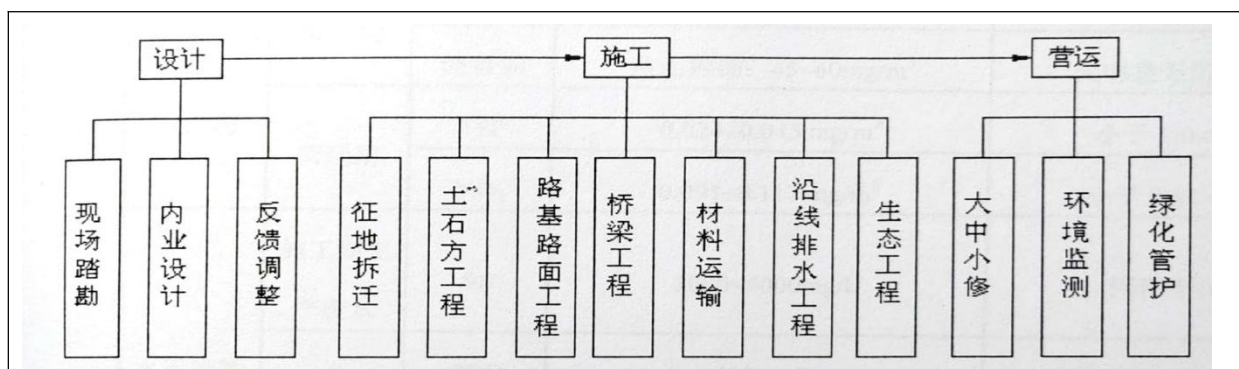 设计
施工
营运
现场踏勘
内业设计
反馈调整
征地拆迁
土石方工程
路基路面工程
桥梁工程
材料运输
沿线排水工程
生态工程
大中小修
环境监测
绿化管护